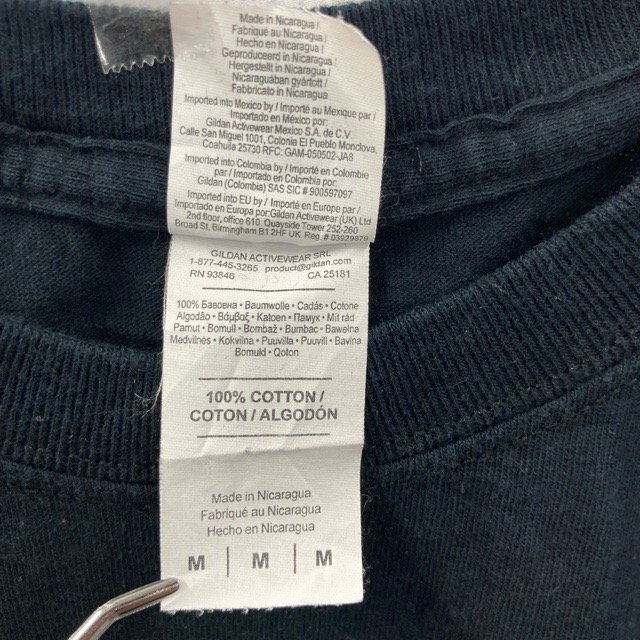 Made in Nicaragua/
Fabriqué au Nicaragua/
Hecho en Nicaragua/
Geproduceerd in Nicaragua/
Hergestellt in Nicaragua/
Nicaraguában gyártott/
Fabbricato in Nicaragua
Imported into Mexico by / Importé au Mexique par /
Importado en México por /
Gildan Activewear Mexico S.A. de C.V.
Calle San Miguel 1001, Colonia El Pueblo Monclova,
Coahuila 25730 RFC: GAM-050502-JA8
Imported into Colombia by / Importé en Colombie
par / Importado en Colombia por:
Gildan (Colombia) SAS SIC # 900597097
Imported into EU by / Importé en Europe par /
Importado en Europa por:Gildan Activewear (UK) Ltd
2nd floor, office 610, Quayside Tower 252-260
Broad St. Birmingham B1 2HF UK Reg. # 03929879
GILDAN ACTIVEWEAR SRL
1-877-445-3265 product@gildan.com
RN 93846 CA 25181
100% Бавовна • Baumwolle • Cadás • Cotone
Algodão • Βάμβαξ • Katoen • Памук • Mit rád
Pamut • Bomull • Bombaž • Bumbac • Bawełna
Medvilnės • Kokvilna • Puuvilla • Puuvill • Bavlna
Bomuld • Qoton
100% COTTON /
COTON / ALGODÓN
Made in Nicaragua
Fabriqué au Nicaragua
Hecho en Nicaragua
M | M | M